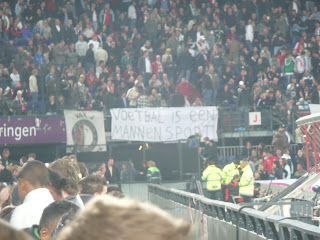 VOETBAL IS EEN
MANNENSPORT!
ringen
J